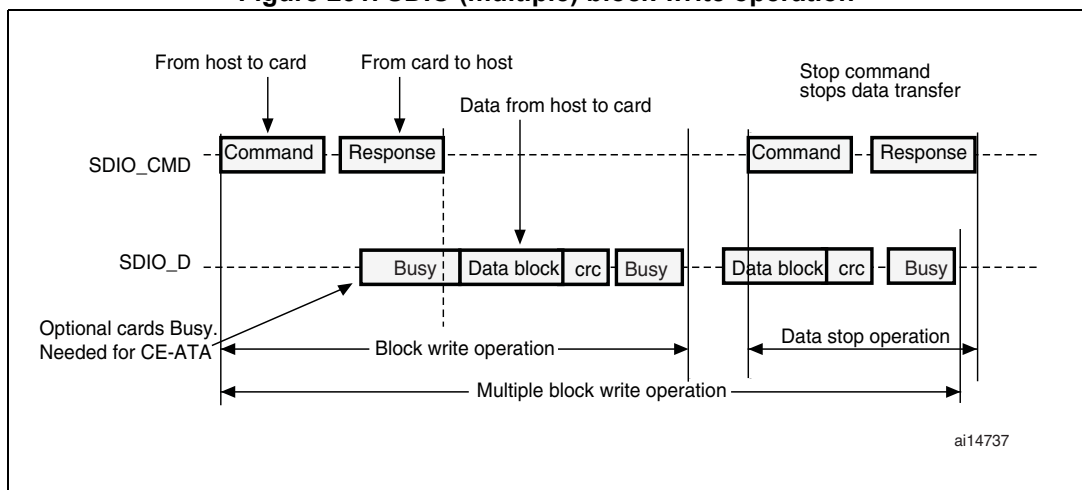 From host to card
From card to host
Stop command
stops data transfer
Data from host to card
SDIO_CMD
Command
Response
Command
Response
SDIO_D
Busy
Data block
crc
Busy
Data block
crc
Busy
Optional cards Busy.
Needed for CE-ATA
Block write operation
Data stop operation
Multiple block write operation
ai14737